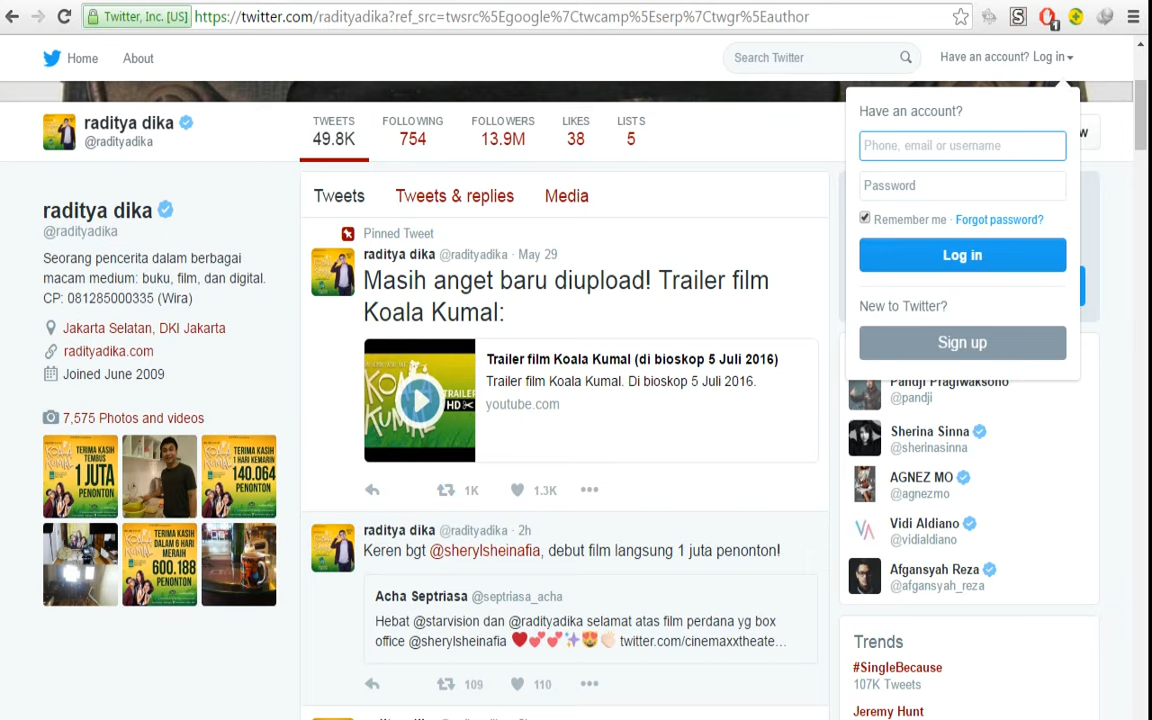 Twitter, Inc. [US]
https://twitter.com/radityadika?ref_src=twsrc%5Egoogle%7Ctwcamp%5Eserp%7Ctwgr%5Eauthor
S
1
Home
About
Search Twitter
Have an account? Log in
raditya dika
@radityadika
TWEETS
49.8K
FOLLOWING
754
FOLLOWERS
13.9M
LIKES
38
LISTS
5
Have an account?
Phone, email or username
Password
Remember me · Forgot password?
Log in
New to Twitter?
Sign up
raditya dika
@radityadika
Seorang pencerita dalam berbagai
macam medium: buku, film, dan digital.
CP: 081285000335 (Wira)
Jakarta Selatan, DKI Jakarta
radityadika.com
Joined June 2009
7,575 Photos and videos
KOALA
KUMAL
TERIMA KASIH
TEMBUS
1 JUTA
PENONTON
KOALA
KUMAL
TERIMA KASIH
1 HARI KEMARIN
140.064
PENONTON
KOALA
KUMAL
TERIMA KASIH
DALAM 6 HARI
MERAIH
600.188
PENONTON
Tweets
Tweets & replies
Media
Pinned Tweet
raditya dika @radityadika · May 29
Masih anget baru diupload! Trailer film
Koala Kumal:
TRAILER
HD
Trailer film Koala Kumal (di bioskop 5 Juli 2016)
Trailer film Koala Kumal. Di bioskop 5 Juli 2016.
youtube.com
1K
1.3K
raditya dika @radityadika · 2h
Keren bgt @sherylsheinafia, debut film langsung 1 juta penonton!
Acha Septriasa @septriasa_acha
Hebat @starvision dan @radityadika selamat atas film perdana yg box
office @sherylsheinafia ❤️💕💕✨😍👏🏻 twitter.com/cinemaxxtheate...
109
110
Pandji Pragiwaksono
@pandji
Sherina Sinna
@sherinasinna
AGNEZ MO
@agnezmo
Vidi Aldiano
@vidialdiano
Afgansyah Reza
@afgansyah_reza
Trends
#SingleBecause
107K Tweets
Jeremy Hunt